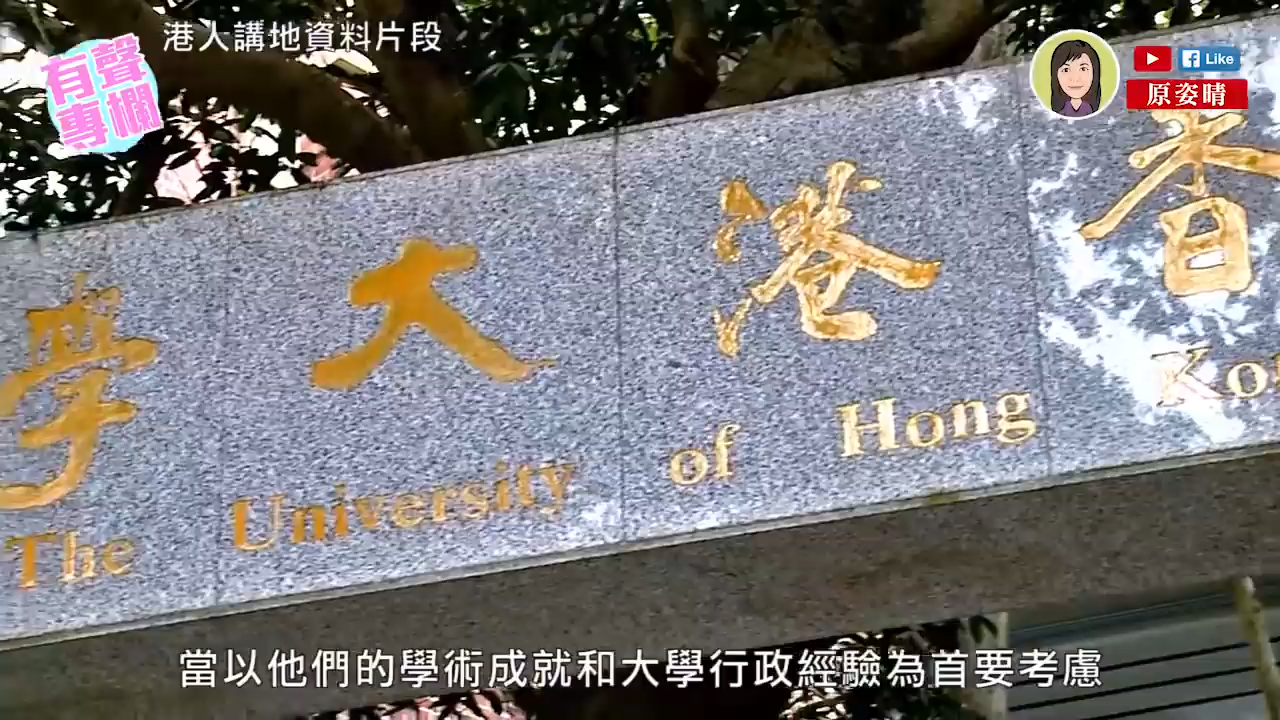 港人講地資料片段
有聲
專欄
Like
原姿晴
學大港香
The University of Hong Ko
當以他們的學術成就和大學行政經驗為首要考慮